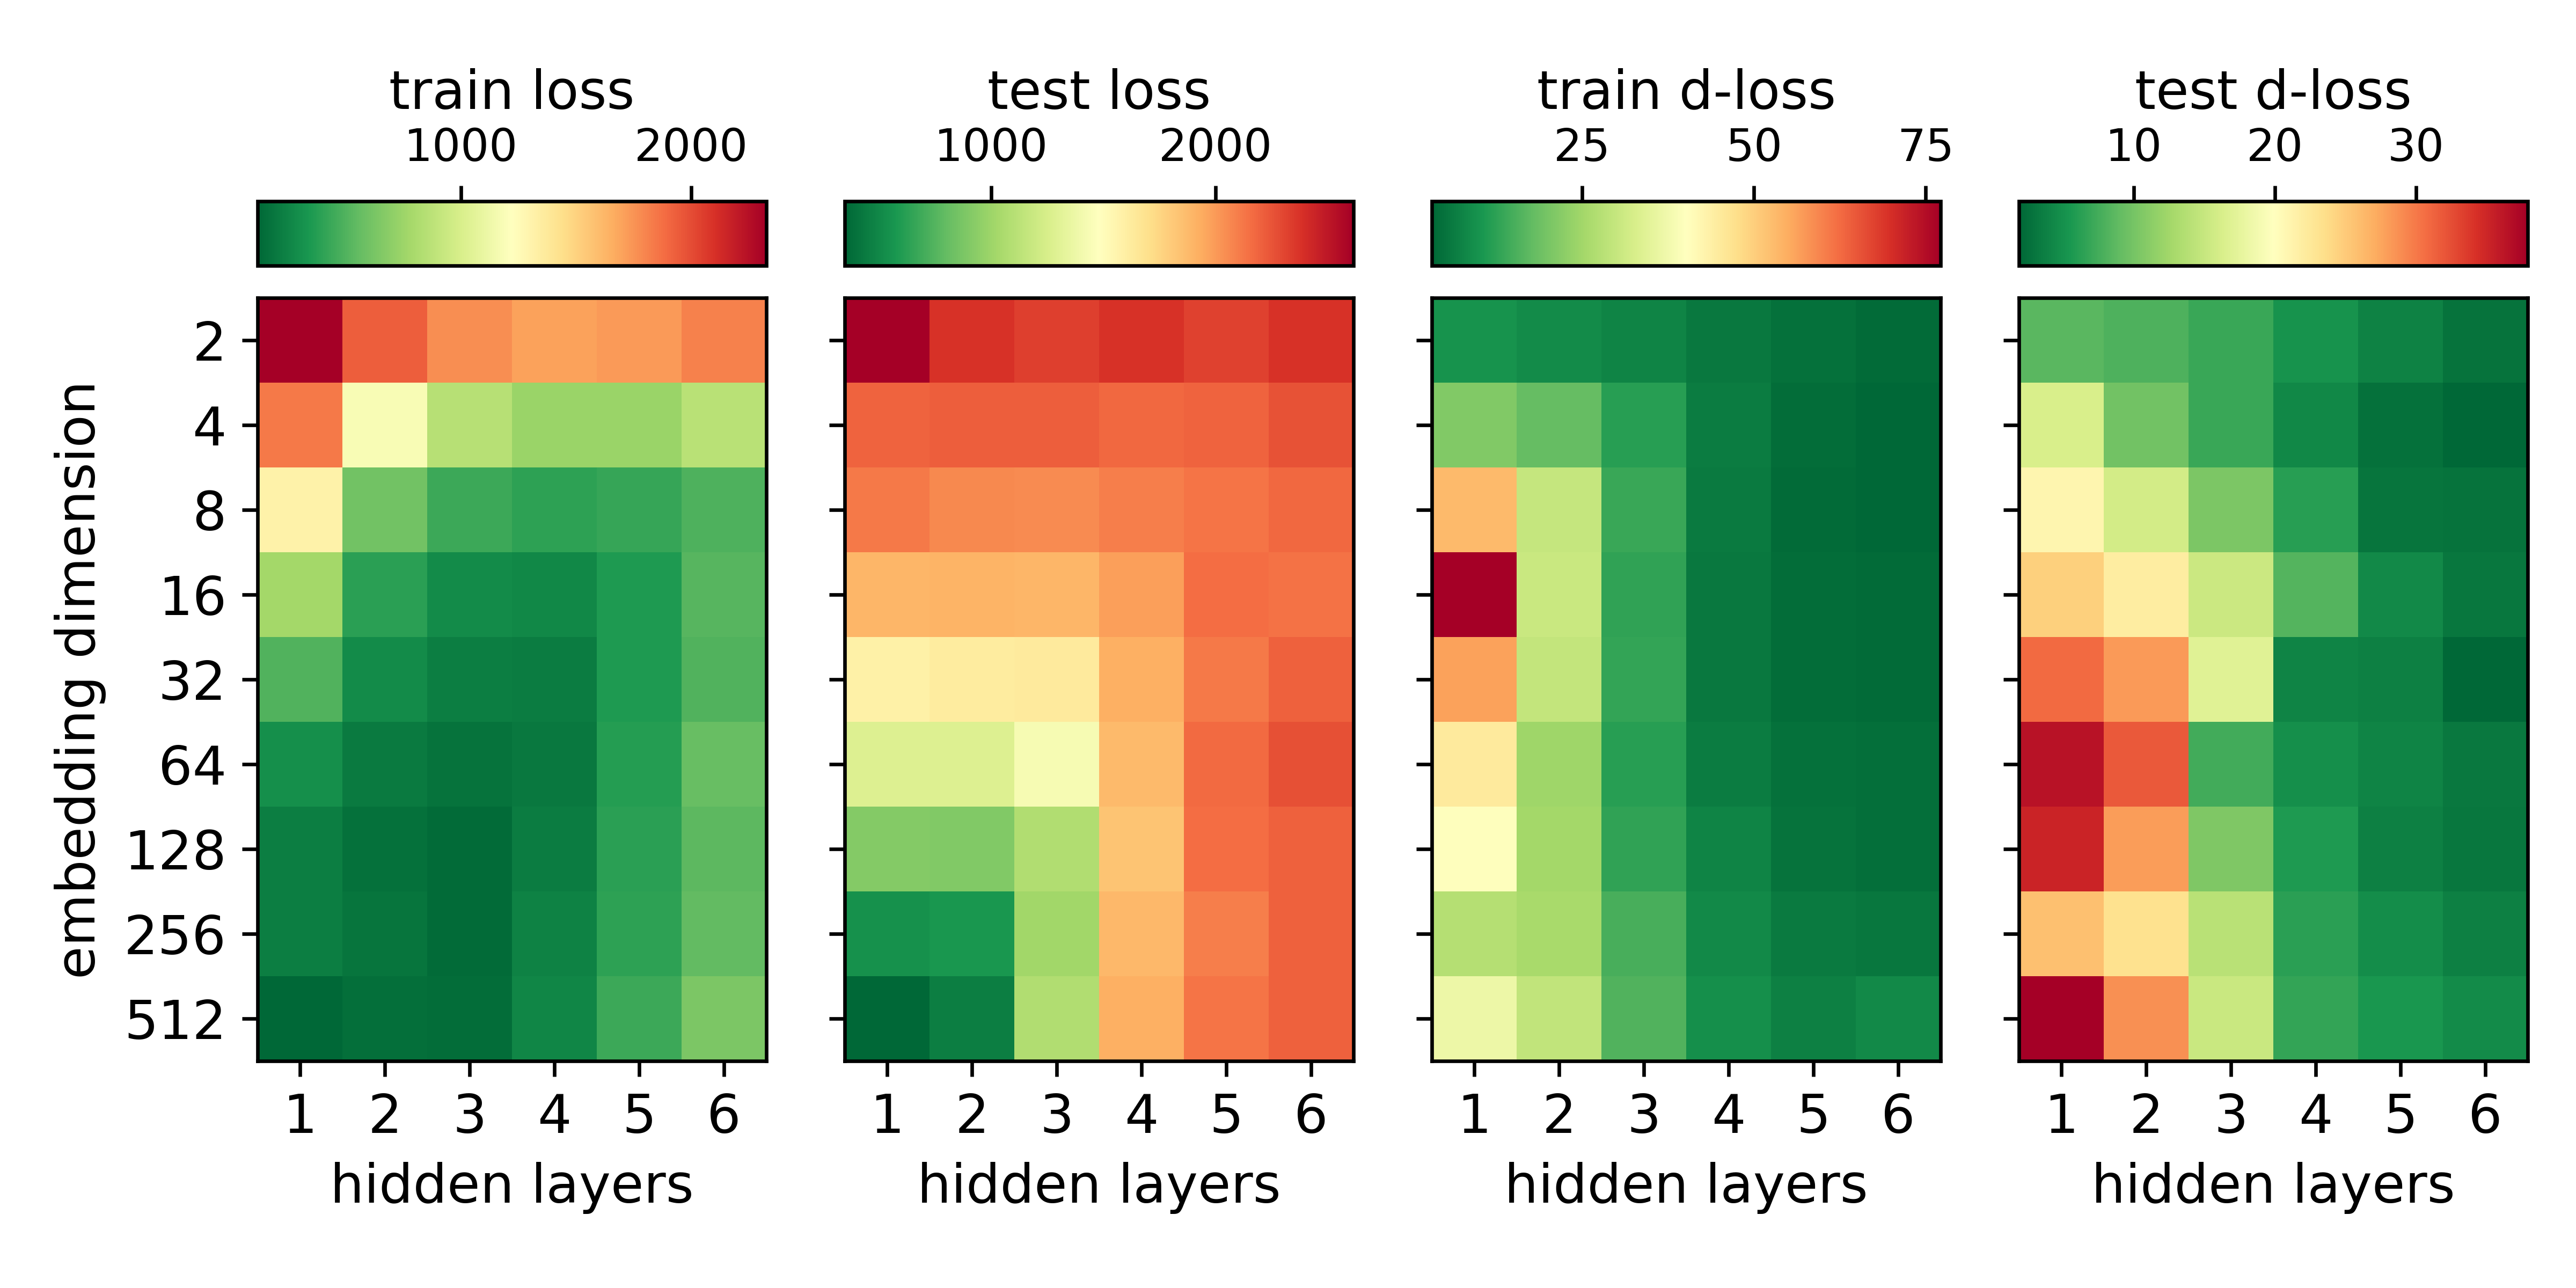 train loss
test loss
train d-loss
test d-loss
1000 2000
1000 2000
25 50 75
10 20 30
embedding dimension
2
4
8
16
32
64
128
256
512
1 2 3 4 5 6
1 2 3 4 5 6
1 2 3 4 5 6
1 2 3 4 5 6
hidden layers
hidden layers
hidden layers
hidden layers